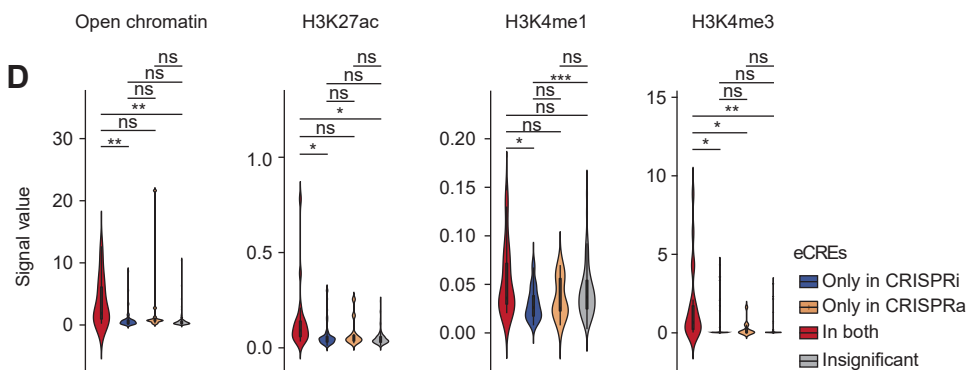 Open chromatin
H3K27ac
H3K4me1
H3K4me3
D
Signal value
30
20
10
0
ns
ns
ns
**
ns
**
1.0
0.5
0.0
ns
ns
ns
*
ns
*
0.20
0.15
0.10
0.05
0.00
ns
***
ns
ns
ns
*
15
10
5
0
ns
ns
ns
**
*
*
eCREs
Only in CRISPRi
Only in CRISPRa
In both
Insignificant